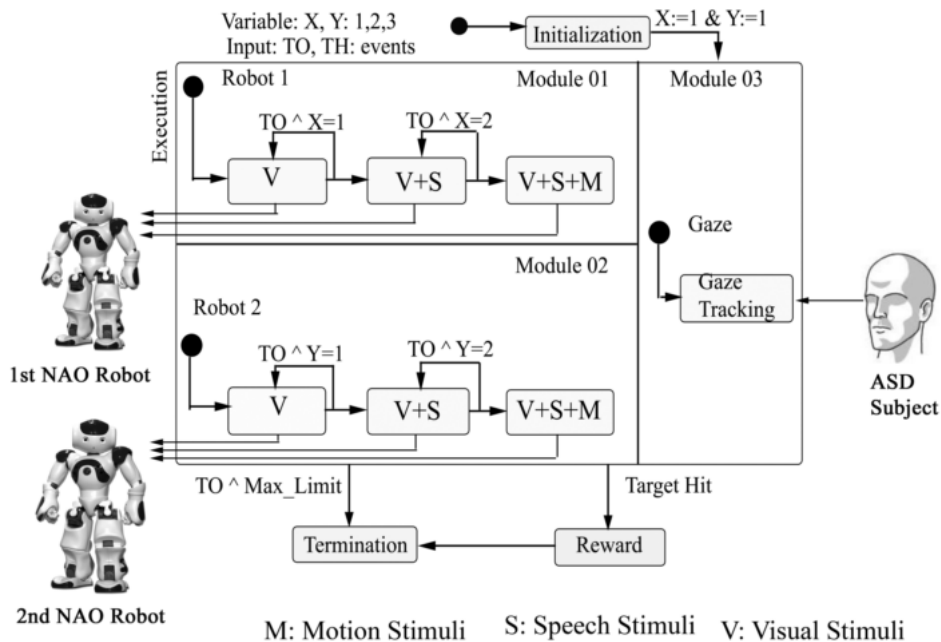 Variable: X, Y: 1,2,3
Input: TO, TH: events
Initialization
X:=1 & Y:=1
Execution
Robot 1
Module 01
Module 03
TO ^ X=1
TO ^ X=2
V
V+S
V+S+M
Gaze
Gaze
Tracking
Module 02
Robot 2
TO ^ Y=1
TO ^ Y=2
V
V+S
V+S+M
1st NAO Robot
ASD
Subject
TO ^ Max_Limit
Target Hit
Termination
Reward
2nd NAO Robot
M: Motion Stimuli
S: Speech Stimuli
V: Visual Stimuli